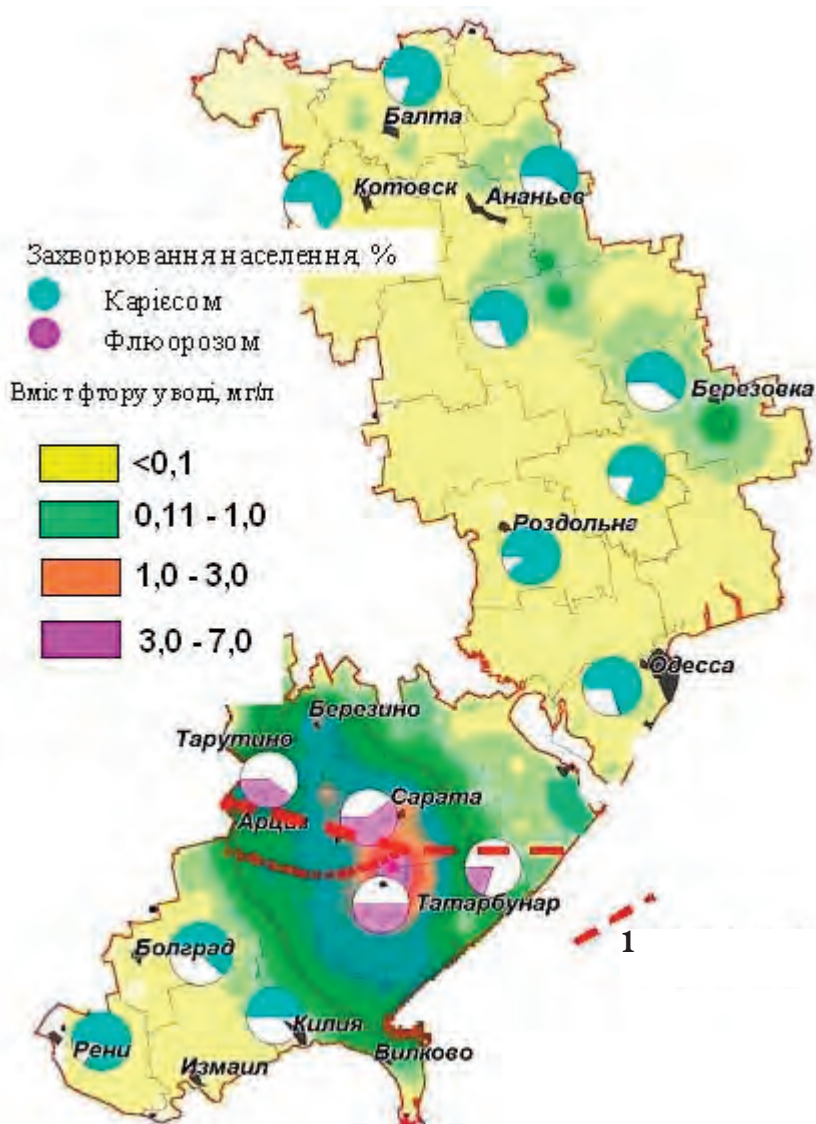 Балта
Котовск
Ананьев
Захворювання населення, %
Карієсом
Флюорозом
Вміст фтору у воді, мг/л
Березовка
<0,1
0,11 - 1,0
Роздольна
1,0 - 3,0
3,0 - 7,0
Одесса
Березино
Тарутино
Сарата
Арциз
Татарбунар
1
Болград
Килия
Рени
Измаил
Вилково